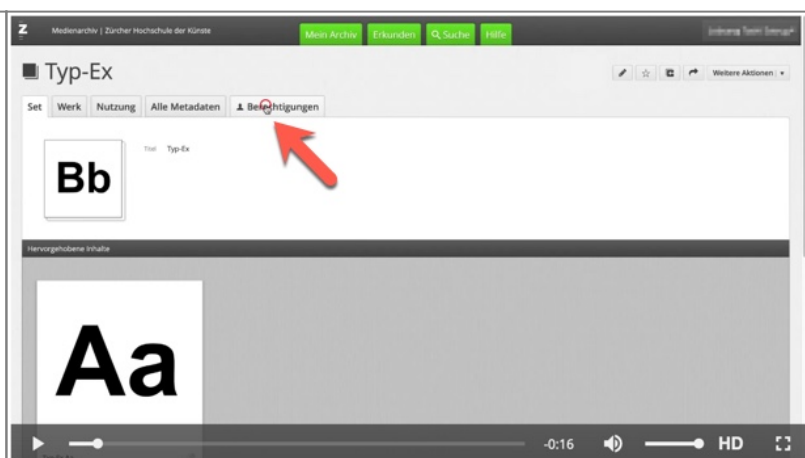 Z Medienarchiv | Zürcher Hochschule der Künste Mein Archiv Erkunden Suche Hilfe
Typ-Ex Weitere Aktionen
Set Werk Nutzung Alle Metadaten Berechtigungen
Titel Typ-Ex
Bb
Hervorgehobene Inhalte
Aa
-0:16 HD